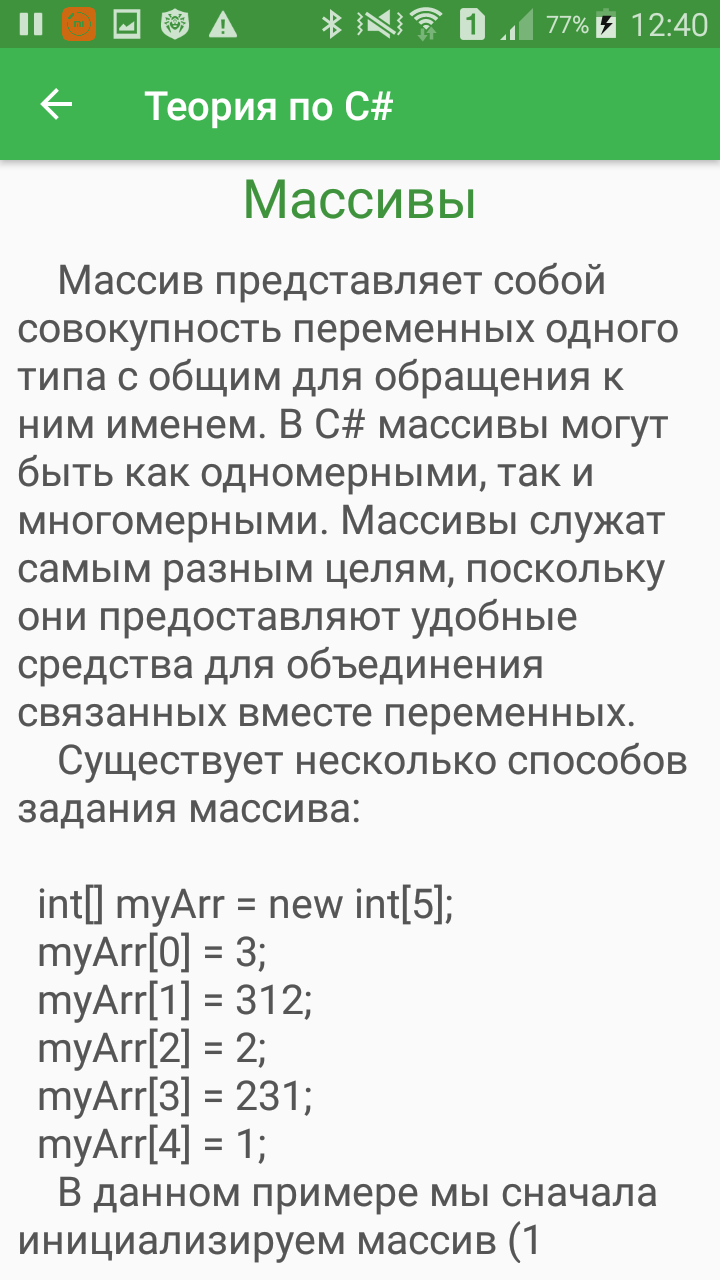 1 77% 12:40
Теория по C#
Массивы
Массив представляет собой
совокупность переменных одного
типа с общим для обращения к
ним именем. В C# массивы могут
быть как одномерными, так и
многомерными. Массивы служат
самым разным целям, поскольку
они предоставляют удобные
средства для объединения
связанных вместе переменных.
Существует несколько способов
задания массива:
int[] myArr = new int[5];
myArr[0] = 3;
myArr[1] = 312;
myArr[2] = 2;
myArr[3] = 231;
myArr[4] = 1;
В данном примере мы сначала
инициализируем массив (1